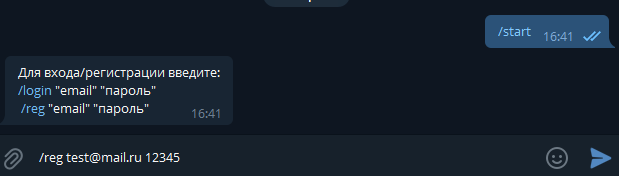 /start 16:41
Для входа/регистрации введите:
/login "email" "пароль"
/reg "email" "пароль"
16:41
/reg test@mail.ru 12345